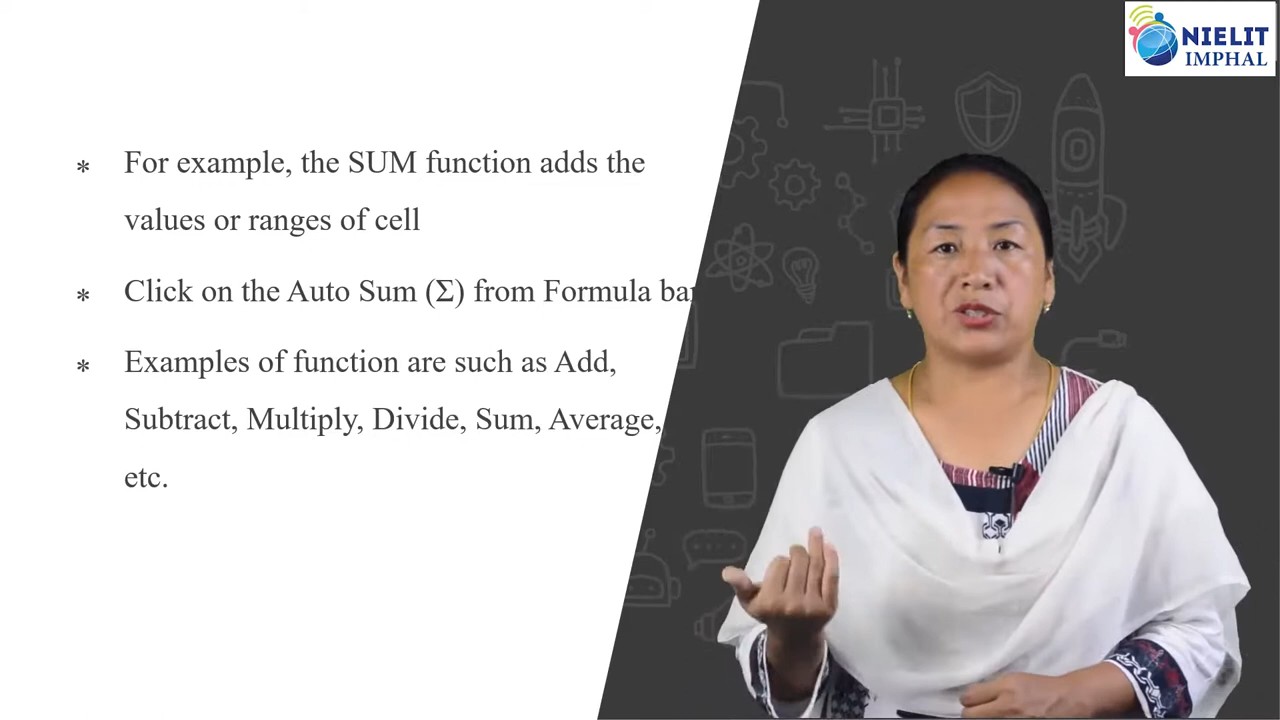 NIELIT
IMPHAL
* For example, the SUM function adds the
values or ranges of cell
* Click on the Auto Sum (Σ) from Formula bar
* Examples of function are such as Add,
Subtract, Multiply, Divide, Sum, Average,
etc.